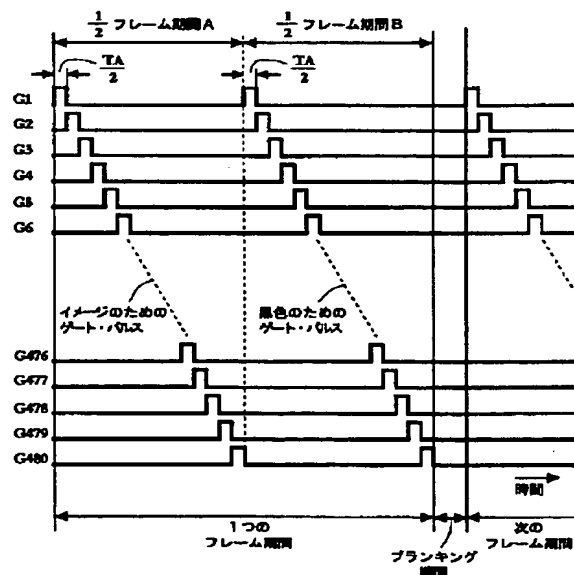 1/2 フレーム期間A
1/2 フレーム期間B
TA/2
TA/2
G1
G2
G3
G4
G5
G6
イメージのための
ゲート・パルス
黒色のための
ゲート・パルス
G476
G477
G478
G479
G480
時間
1つの
フレーム期間
ブランキング
期間
次の
フレーム期間